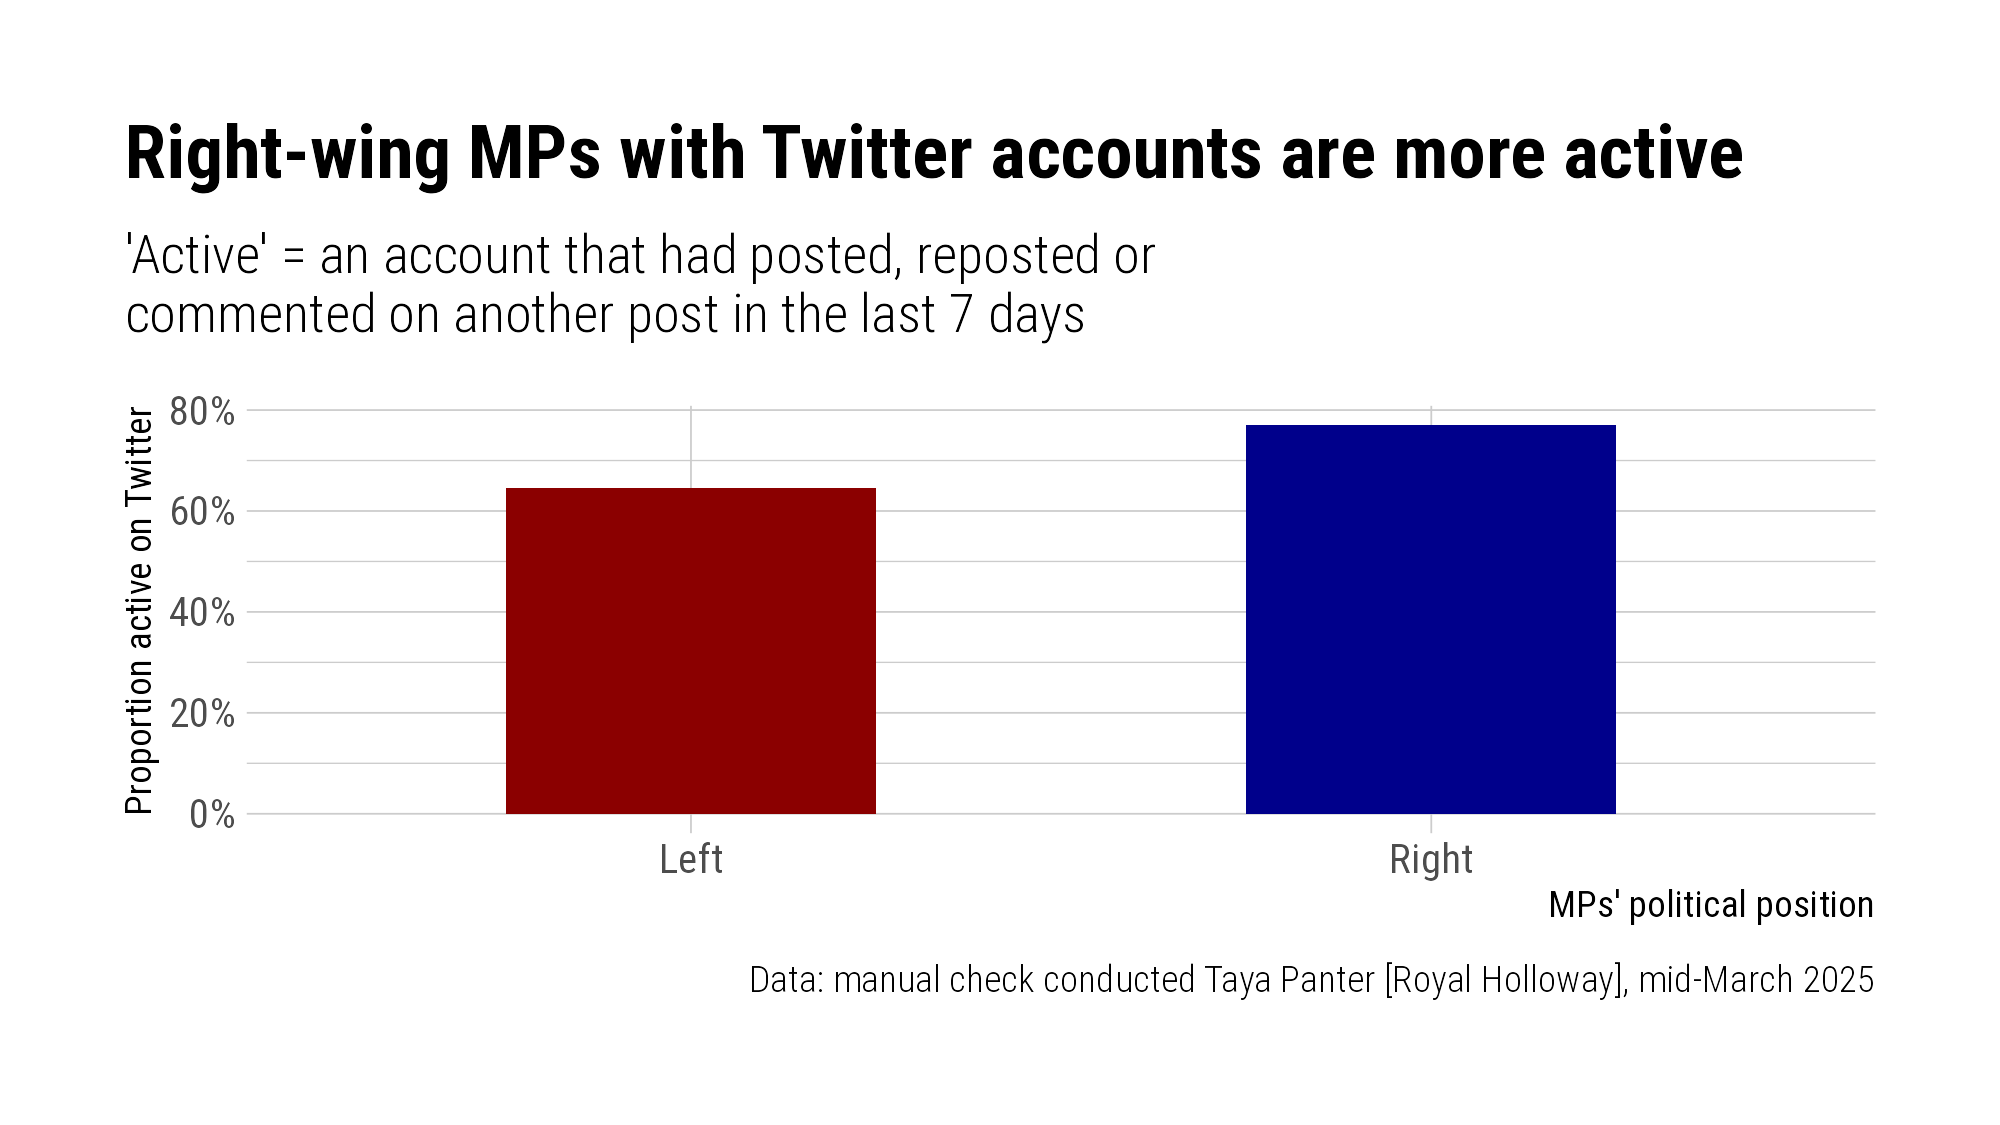 Right-wing MPs with Twitter accounts are more active
'Active' = an account that had posted, reposted or
commented on another post in the last 7 days
Proportion active on Twitter
80%
60%
40%
20%
0%
Left
Right
MPs' political position
Data: manual check conducted Taya Panter [Royal Holloway], mid-March 2025